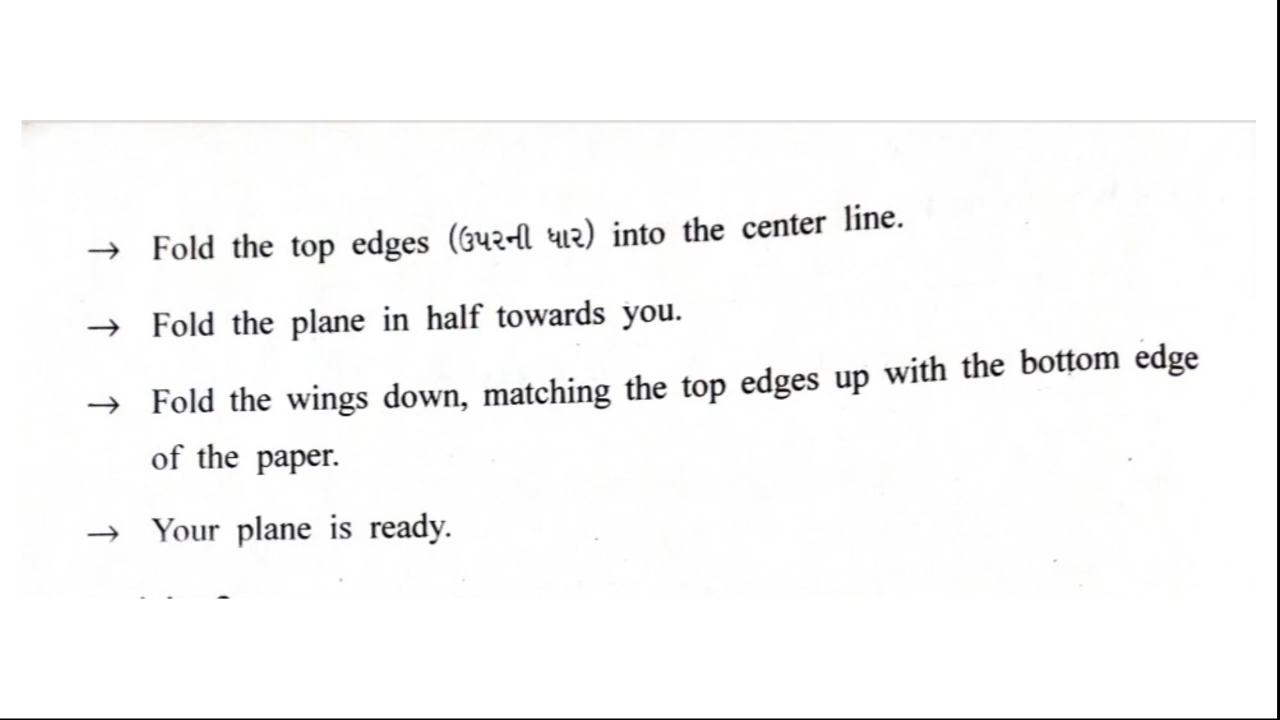 → Fold the top edges (ઉપરની ધાર) into the center line.
→ Fold the plane in half towards you.
→ Fold the wings down, matching the top edges up with the bottom edge
of the paper.
→ Your plane is ready.